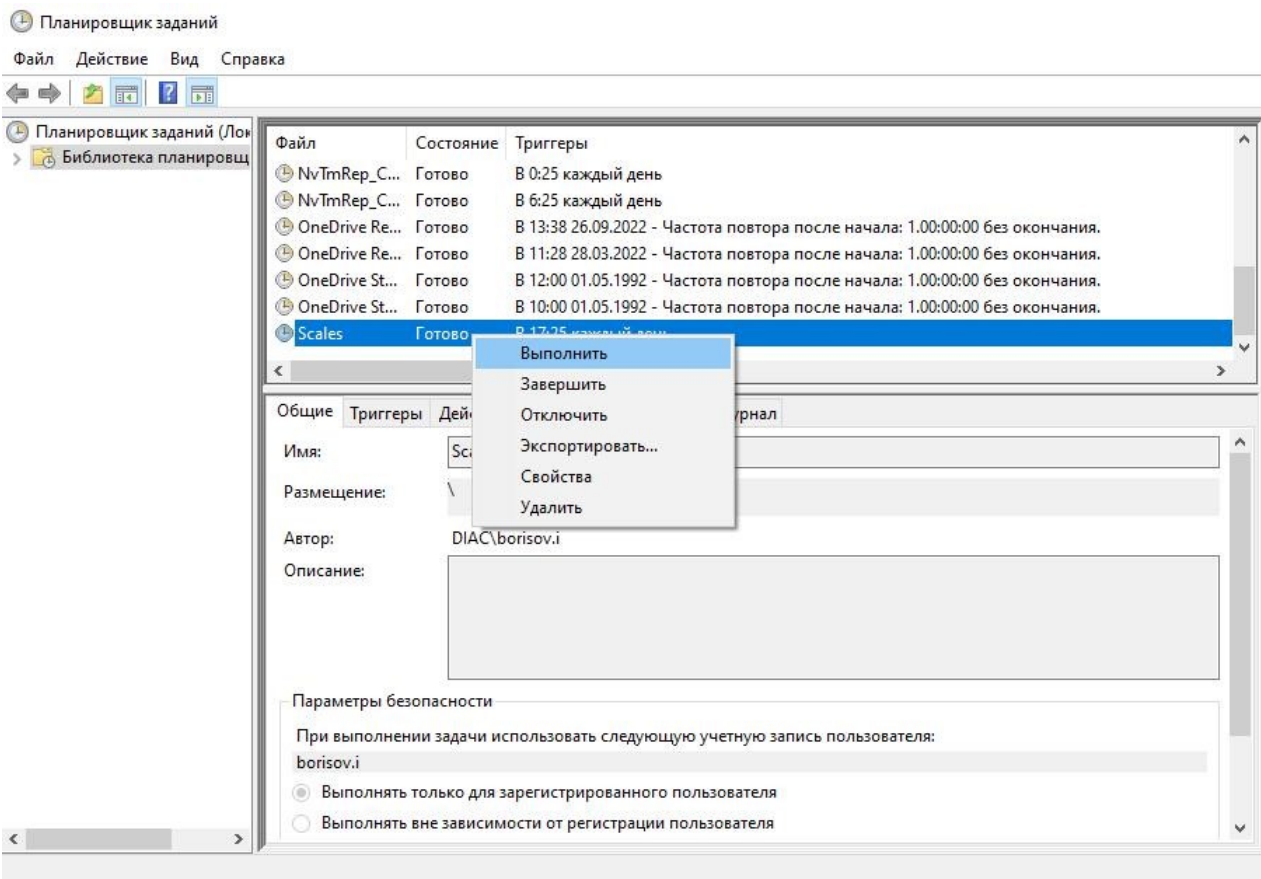 Планировщик заданий
Файл Действие Вид Справка
Планировщик заданий (Лок
Библиотека планировщ
Файл Состояние Триггеры
NvTmRep_C... Готово В 0:25 каждый день
NvTmRep_C... Готово В 6:25 каждый день
OneDrive Re... Готово В 13:38 26.09.2022 - Частота повтора после начала: 1.00:00:00 без окончания.
OneDrive Re... Готово В 11:28 28.03.2022 - Частота повтора после начала: 1.00:00:00 без окончания.
OneDrive St... Готово В 12:00 01.05.1992 - Частота повтора после начала: 1.00:00:00 без окончания.
OneDrive St... Готово В 10:00 01.05.1992 - Частота повтора после начала: 1.00:00:00 без окончания.
Scales Готово В 17:25 каждый день
Выполнить
Завершить
Отключить
Экспортировать...
Свойства
Удалить
Общие Триггеры Дей урнал
Имя: Sca
Размещение: \
Автор: DIAC\borisov.i
Описание:
Параметры безопасности
При выполнении задачи использовать следующую учетную запись пользователя:
borisov.i
Выполнять только для зарегистрированного пользователя
Выполнять вне зависимости от регистрации пользователя